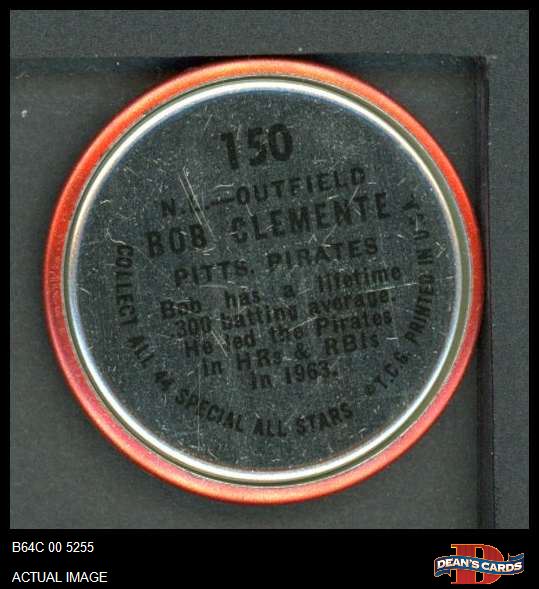 150
N.L.—OUTFIELD
BOB CLEMENTE
PITTS. PIRATES
Bob has a lifetime
.300 batting average.
He led the Pirates
in HRs & RBIs
in 1963.
COLLECT ALL 44 SPECIAL ALL STARS ©T.C.G. PRINTED IN U.S.A.
B64C 00 5255
ACTUAL IMAGE
D
DEAN'S CARDS